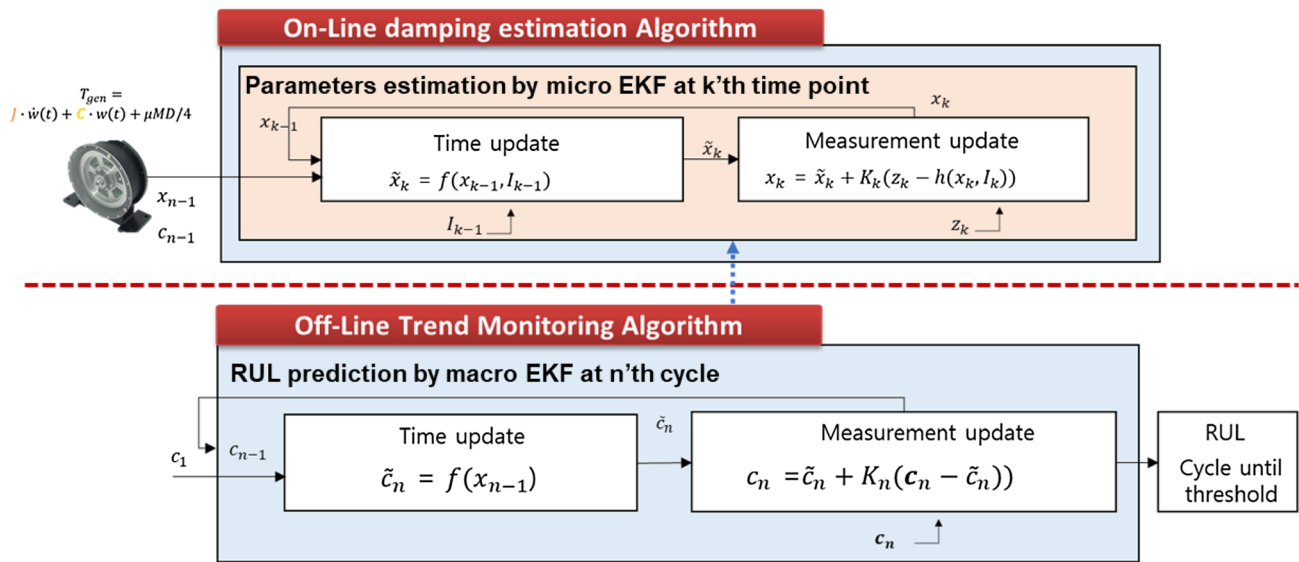 On-Line damping estimation Algorithm
Parameters estimation by micro EKF at k'th time point
T_gen =
J · ẇ(t) + C · w(t) + μMD/4
x_{n−1}
c_{n−1}
x_{k−1}
x_k
Time update
x̃_k = f(x_{k−1}, I_{k−1})
I_{k−1}
x̃_k
Measurement update
x_k = x̃_k + K_k(z_k − h(x_k, I_k))
z_k
Off-Line Trend Monitoring Algorithm
RUL prediction by macro EKF at n'th cycle
c_1
c_{n−1}
Time update
c̃_n = f(x_{n−1})
c̃_n
Measurement update
c_n =c̃_n + K_n(c_n − c̃_n))
c_n
RUL
Cycle until
threshold